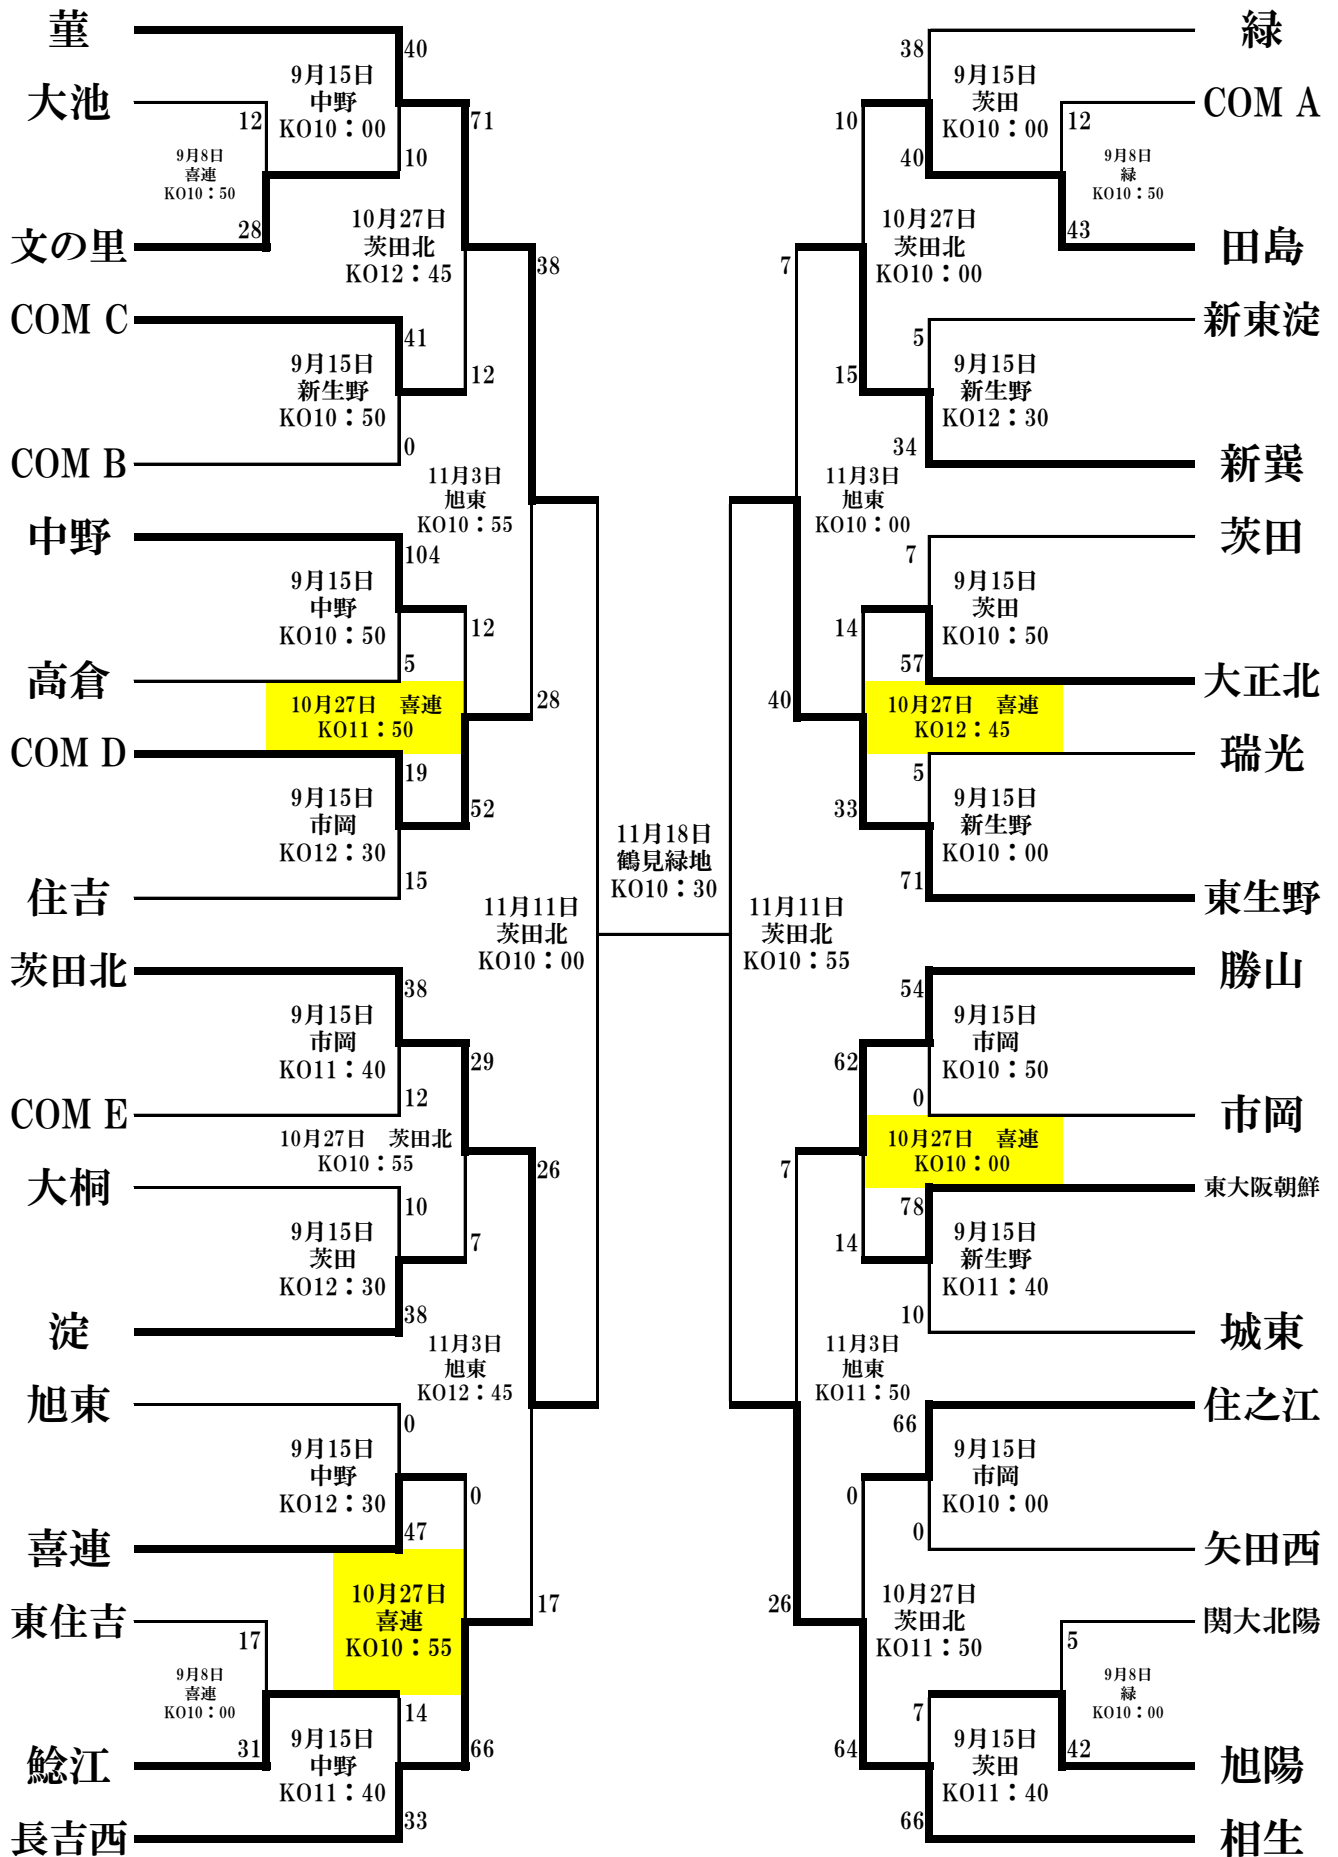 菫
40
9月15日
中野
KO10：00
大池
12
71
10
9月8日
喜連
KO10：50
28
文の里
10月27日
茨田北
KO12：45
38
COM C
41
9月15日
新生野
KO10：50
12
0
COM B
11月3日
旭東
KO10：55
中野
104
9月15日
中野
KO10：50
12
5
高倉
10月27日　喜連
KO11：50
28
COM D
19
9月15日
市岡
KO12：30
52
15
住吉
11月11日
茨田北
KO10：00
茨田北
38
9月15日
市岡
KO11：40
29
12
COM E
10月27日　茨田北
KO10：55
26
大桐
10
9月15日
茨田
KO12：30
7
38
淀
11月3日
旭東
KO12：45
旭東
0
9月15日
中野
KO12：30
0
47
喜連
10月27日
喜連
KO10：55
17
東住吉
17
9月8日
喜連
KO10：00
31
鯰江
14
9月15日
中野
KO11：40
66
33
長吉西
11月18日
鶴見緑地
KO10：30
緑
38
9月15日
茨田
KO10：00
COM A
12
10
40
9月8日
緑
KO10：50
43
田島
10月27日
茨田北
KO10：00
7
新東淀
5
9月15日
新生野
KO12：30
15
34
新巽
11月3日
旭東
KO10：00
茨田
7
9月15日
茨田
KO10：50
14
57
大正北
10月27日　喜連
KO12：45
40
瑞光
5
9月15日
新生野
KO10：00
33
71
東生野
11月11日
茨田北
KO10：55
勝山
54
9月15日
市岡
KO10：50
62
0
市岡
10月27日　喜連
KO10：00
7
東大阪朝鮮
78
9月15日
新生野
KO11：40
14
10
城東
11月3日
旭東
KO11：50
住之江
66
9月15日
市岡
KO10：00
0
0
矢田西
10月27日
茨田北
KO11：50
26
関大北陽
5
9月8日
緑
KO10：00
42
旭陽
7
9月15日
茨田
KO11：40
64
66
相生